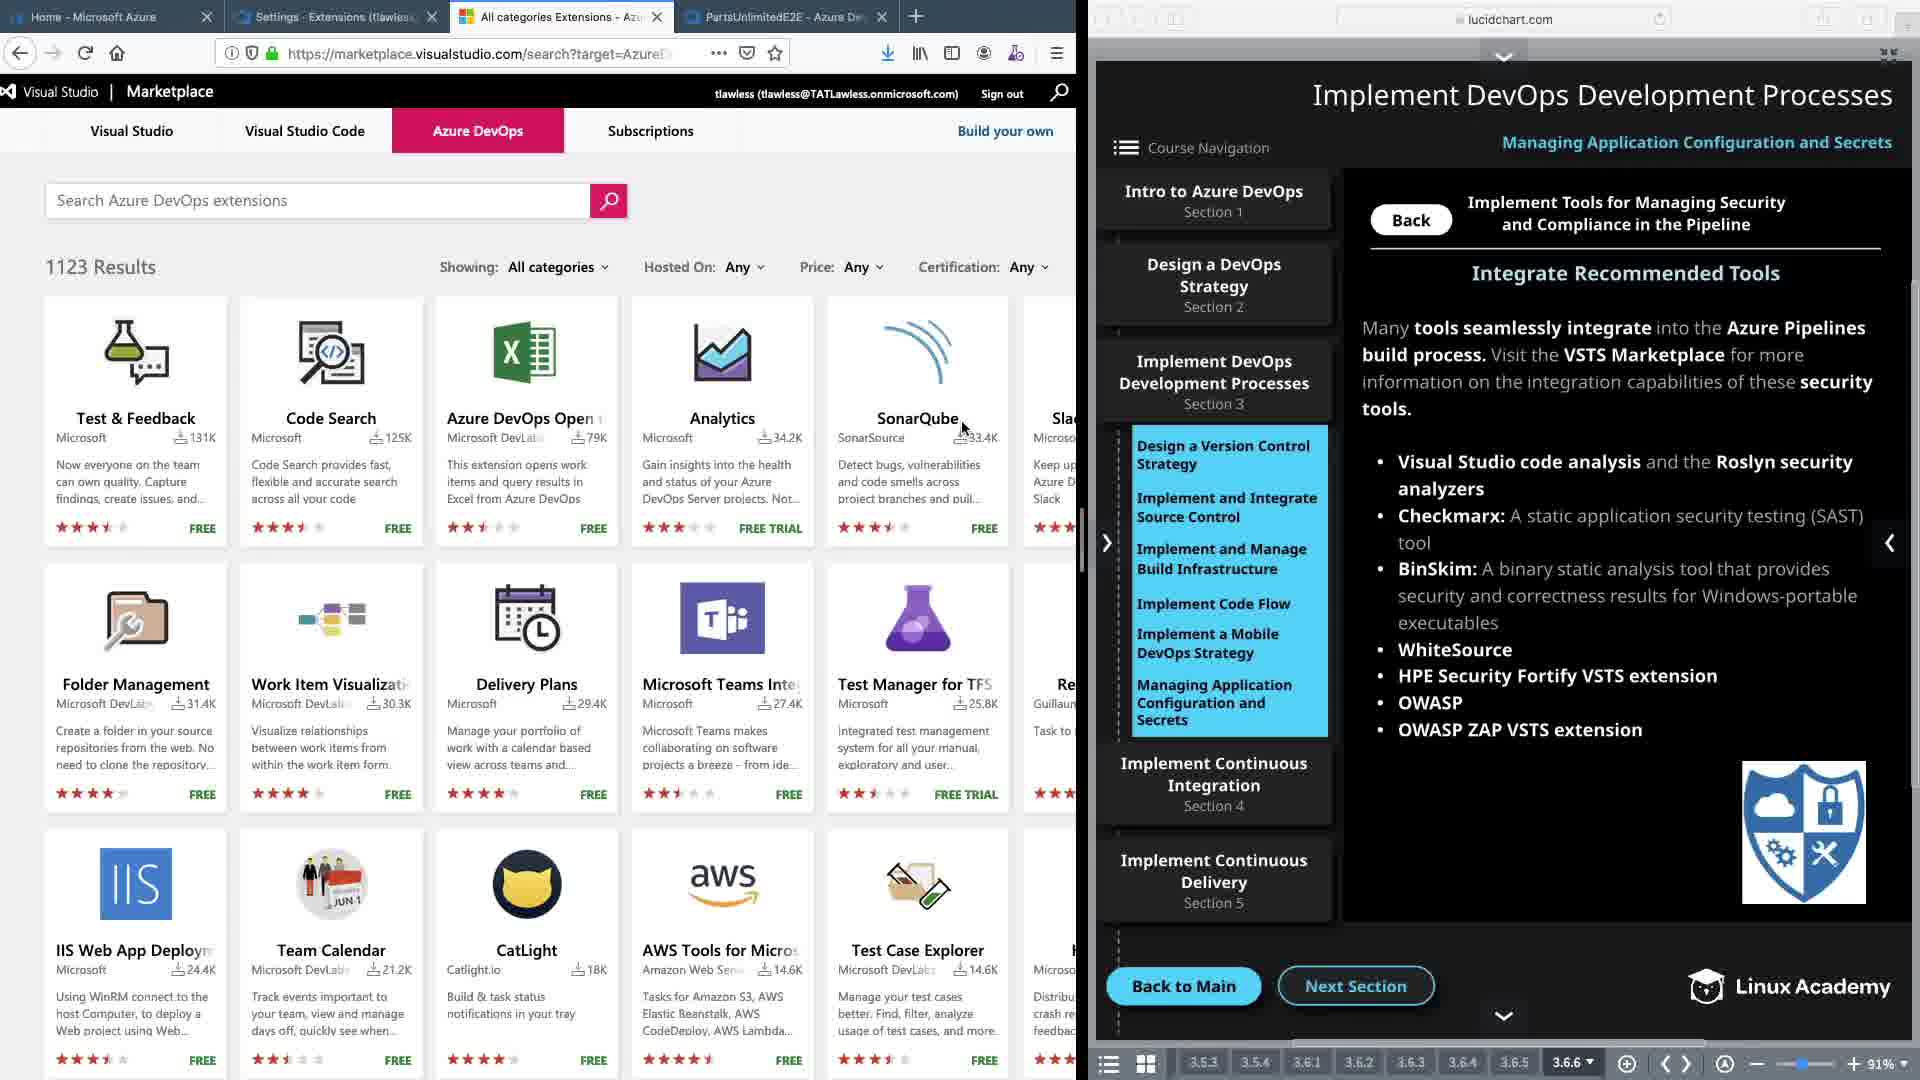 Home - Microsoft Azure
Settings · Extensions (tlawless
All categories Extensions - Azu
PartsUnlimitedE2E - Azure De
https://marketplace.visualstudio.com/search?target=AzureD
Visual Studio | Marketplace
tlawless (tlawless@TATLawless.onmicrosoft.com)
Sign out
Visual Studio
Visual Studio Code
Azure DevOps
Subscriptions
Build your own
Search Azure DevOps extensions
1123 Results
Showing: All categories
Hosted On: Any
Price: Any
Certification: Any
Test & Feedback
Microsoft 131K
Now everyone on the team
can own quality. Capture
findings, create issues, and...
FREE
Code Search
Microsoft 125K
Code Search provides fast,
flexible and accurate search
across all your code
FREE
Azure DevOps Open
Microsoft DevLabs 79K
This extension opens work
items and query results in
Excel from Azure DevOps
FREE
Analytics
Microsoft 34.2K
Gain insights into the health
and status of your Azure
DevOps Server projects. Not...
FREE TRIAL
SonarQube
SonarSource 33.4K
Detect bugs, vulnerabilities
and code smells across
project branches and pull...
FREE
Slac
Microso
Keep up
Azure D
Slack
Folder Management
Microsoft DevLabs 31.4K
Create a folder in your source
repositories from the web. No
need to clone the repository...
FREE
Work Item Visualizati
Microsoft DevLabs 30.3K
Visualize relationships
between work items from
within the work item form.
FREE
Delivery Plans
Microsoft 29.4K
Manage your portfolio of
work with a calendar based
view across teams and...
FREE
Microsoft Teams Inte
Microsoft 27.4K
Microsoft Teams makes
collaborating on software
projects a breeze - from ide...
FREE
Test Manager for TFS
Microsoft 25.8K
Integrated test management
system for all your manual,
exploratory and user...
FREE TRIAL
Re
Guillaum
Task to
IIS
IIS Web App Deploym
Microsoft 24.4K
Using WinRM connect to the
host Computer, to deploy a
Web project using Web...
FREE
JUN 1
Team Calendar
Microsoft DevLabs 21.2K
Track events important to
your team, view and manage
days off, quickly see when...
FREE
CatLight
Catlight.io 18K
Build & task status
notifications in your tray
FREE
aws
AWS Tools for Micros
Amazon Web Serv 14.6K
Tasks for Amazon S3, AWS
Elastic Beanstalk, AWS
CodeDeploy, AWS Lambda...
FREE
Test Case Explorer
Microsoft DevLabs 14.6K
Manage your test cases
better. Find, filter, analyze
usage of test cases, and more.
FREE
Microso
Distribu
crash re
feedbac
lucidchart.com
Implement DevOps Development Processes
Course Navigation
Managing Application Configuration and Secrets
Intro to Azure DevOps
Section 1
Design a DevOps
Strategy
Section 2
Implement DevOps
Development Processes
Section 3
Design a Version Control
Strategy
Implement and Integrate
Source Control
Implement and Manage
Build Infrastructure
Implement Code Flow
Implement a Mobile
DevOps Strategy
Managing Application
Configuration and
Secrets
Implement Continuous
Integration
Section 4
Implement Continuous
Delivery
Section 5
Back
Implement Tools for Managing Security
and Compliance in the Pipeline
Integrate Recommended Tools
Many tools seamlessly integrate into the Azure Pipelines
build process. Visit the VSTS Marketplace for more
information on the integration capabilities of these security
tools.
• Visual Studio code analysis and the Roslyn security
analyzers
• Checkmarx: A static application security testing (SAST)
tool
• BinSkim: A binary static analysis tool that provides
security and correctness results for Windows-portable
executables
• WhiteSource
• HPE Security Fortify VSTS extension
• OWASP
• OWASP ZAP VSTS extension
Back to Main
Next Section
Linux Academy
3.5.3
3.5.4
3.6.1
3.6.2
3.6.3
3.6.4
3.6.5
3.6.6
91%